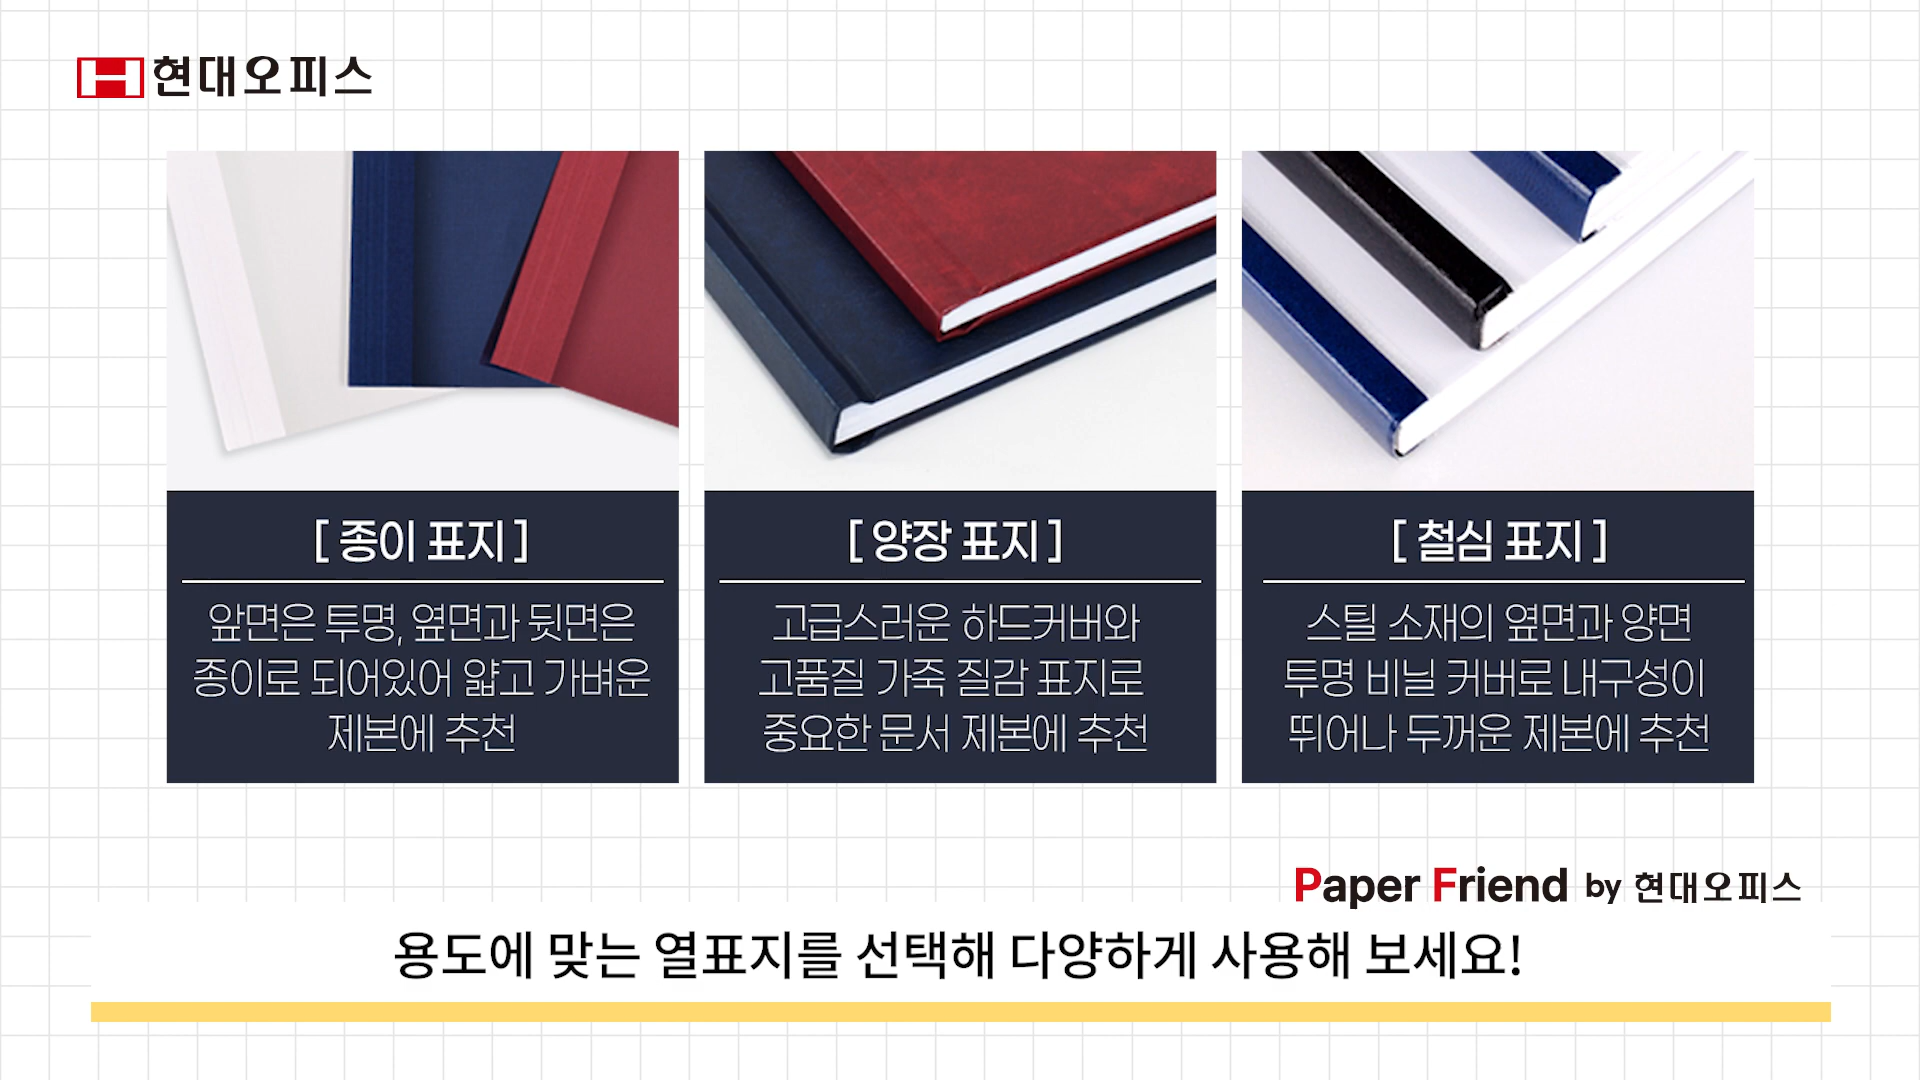 현대오피스
[ 종이 표지 ]
앞면은 투명, 옆면과 뒷면은
종이로 되어있어 얇고 가벼운
제본에 추천
[ 양장 표지 ]
고급스러운 하드커버와
고품질 가죽 질감 표지로
중요한 문서 제본에 추천
[ 철심 표지 ]
스틸 소재의 옆면과 양면
투명 비닐 커버로 내구성이
뛰어나 두꺼운 제본에 추천
Paper Friend by 현대오피스
용도에 맞는 열표지를 선택해 다양하게 사용해 보세요!